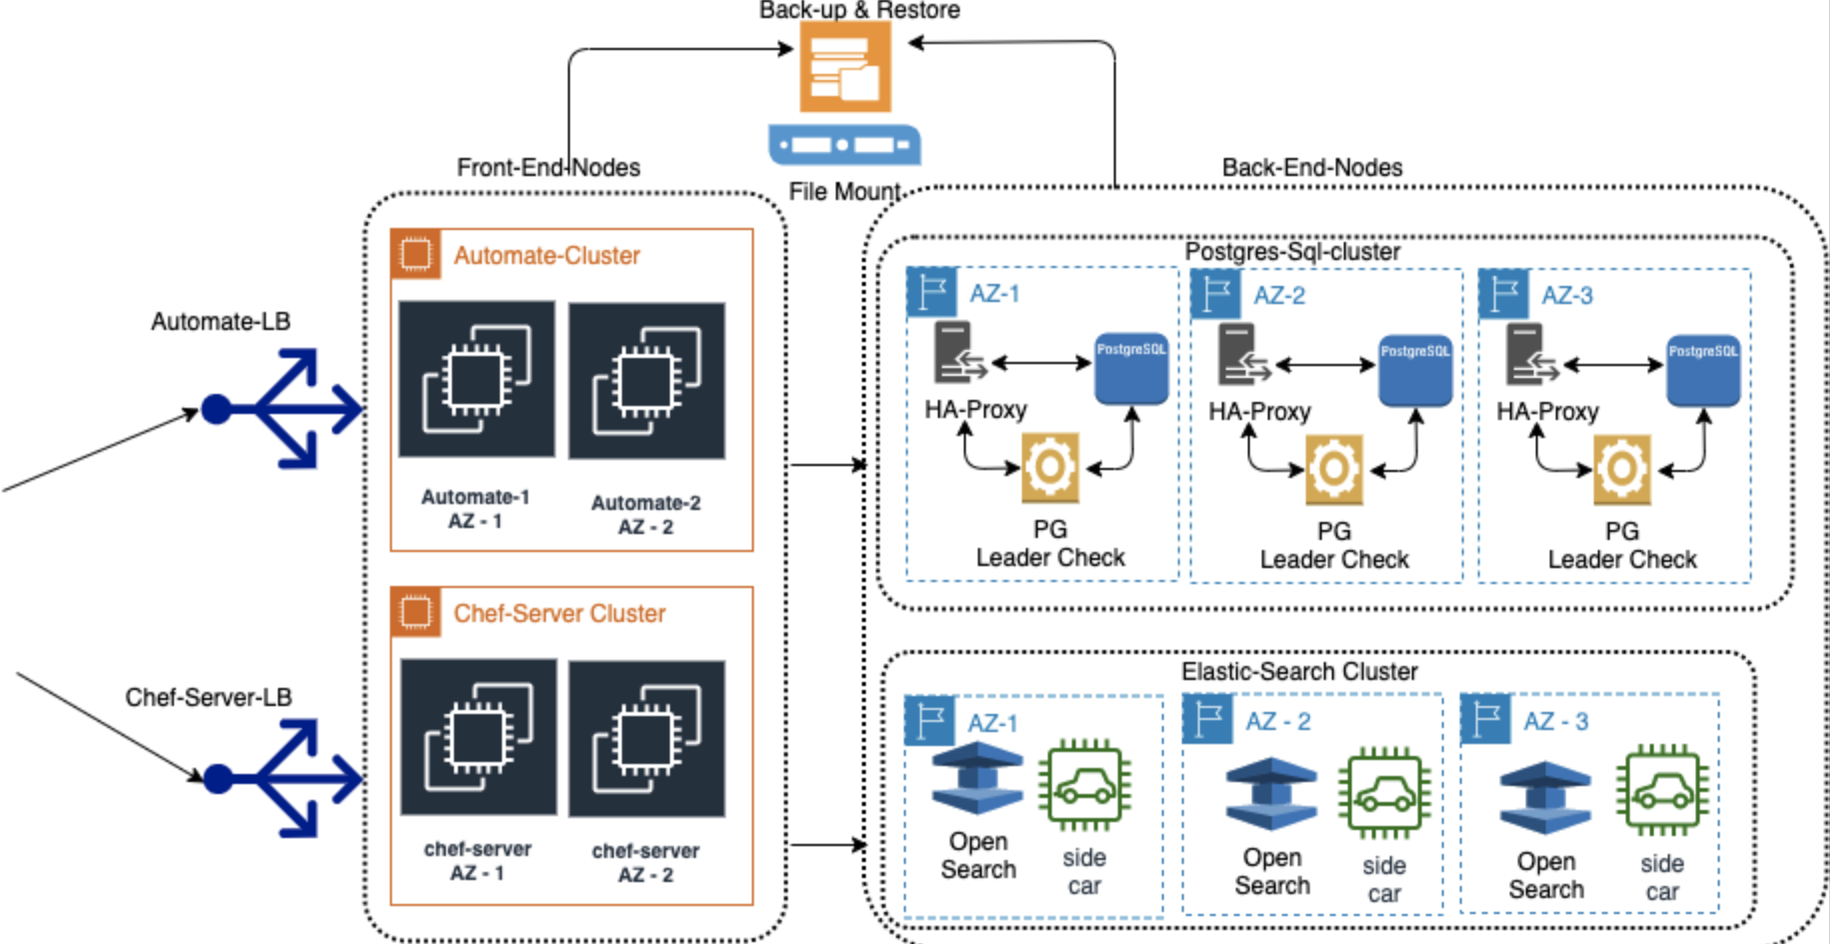 Back-up & Restore
File Mount
Front-End-Nodes
Back-End-Nodes
Automate-LB
Chef-Server-LB
Automate-Cluster
Automate-1
AZ - 1
Automate-2
AZ - 2
Chef-Server Cluster
chef-server
AZ - 1
chef-server
AZ - 2
Postgres-Sql-cluster
AZ-1
PostgreSQL
HA-Proxy
PG
Leader Check
AZ-2
PostgreSQL
HA-Proxy
PG
Leader Check
AZ-3
PostgreSQL
HA-Proxy
PG
Leader Check
Elastic-Search Cluster
AZ-1
Open
Search
side
car
AZ - 2
Open
Search
side
car
AZ - 3
Open
Search
side
car